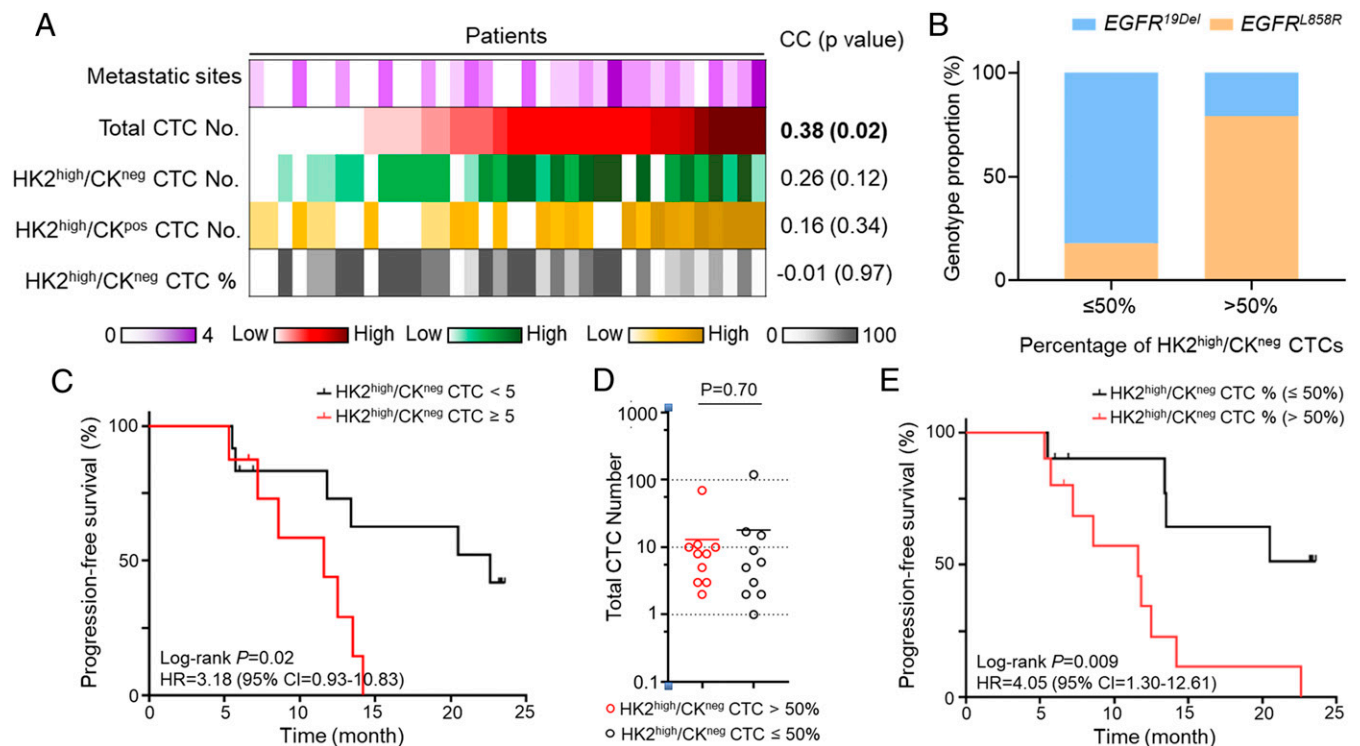 A
Patients
CC (p value)
Metastatic sites
Total CTC No.
0.38 (0.02)
HK2high/CKneg CTC No.
0.26 (0.12)
HK2high/CKpos CTC No.
0.16 (0.34)
HK2high/CKneg CTC %
-0.01 (0.97)
0 4 Low High Low High Low High 0 100
B
EGFR19Del EGFRL858R
Genotype proportion (%)
100
50
0
≤50% >50%
Percentage of HK2high/CKneg CTCs
C
HK2high/CKneg CTC < 5
HK2high/CKneg CTC ≥ 5
Progression-free survival (%)
100
50
0
Log-rank P=0.02
HR=3.18 (95% CI=0.93-10.83)
0 5 10 15 20 25
Time (month)
D
P=0.70
Total CTC Number
1000
100
10
1
0.1
HK2high/CKneg CTC > 50%
HK2high/CKneg CTC ≤ 50%
E
HK2high/CKneg CTC % (≤ 50%)
HK2high/CKneg CTC % (> 50%)
Progression-free survival (%)
100
50
0
Log-rank P=0.009
HR=4.05 (95% CI=1.30-12.61)
0 5 10 15 20 25
Time (month)